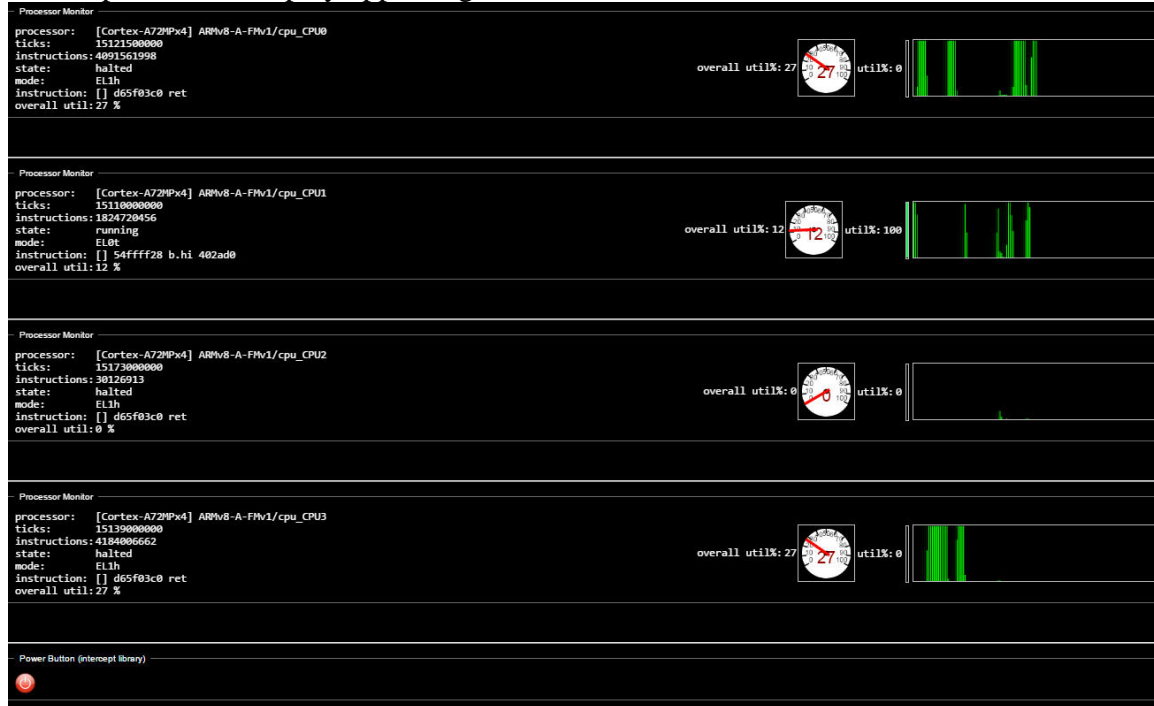 Processor Monitor
processor: [Cortex-A72MPx4] ARMv8-A-FMv1/cpu_CPU0
ticks: 15121500000
instructions:4091561998
state: halted
mode: EL1h
instruction: [] d65f03c0 ret
overall util:27 %
overall util%:27 27 util%:0
Processor Monitor
processor: [Cortex-A72MPx4] ARMv8-A-FMv1/cpu_CPU1
ticks: 15110000000
instructions:1824720456
state: running
mode: EL0t
instruction: [] 54ffff28 b.hi 402ad0
overall util:12 %
overall util%:12 12 util%:100
Processor Monitor
processor: [Cortex-A72MPx4] ARMv8-A-FMv1/cpu_CPU2
ticks: 15173000000
instructions:30126913
state: halted
mode: EL1h
instruction: [] d65f03c0 ret
overall util:0 %
overall util%:0 0 util%:0
Processor Monitor
processor: [Cortex-A72MPx4] ARMv8-A-FMv1/cpu_CPU3
ticks: 15139000000
instructions:4184006662
state: halted
mode: EL1h
instruction: [] d65f03c0 ret
overall util:27 %
overall util%:27 27 util%:0
Power Button (intercept library)